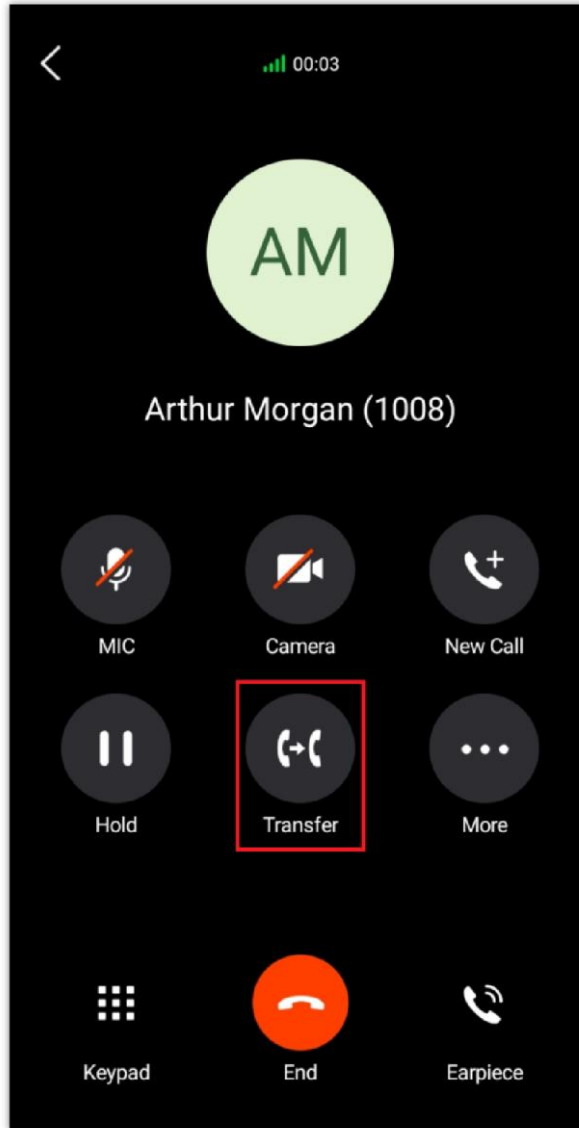 00:03
AM
Arthur Morgan (1008)
MIC Camera New Call
Hold Transfer More
Keypad End Earpiece